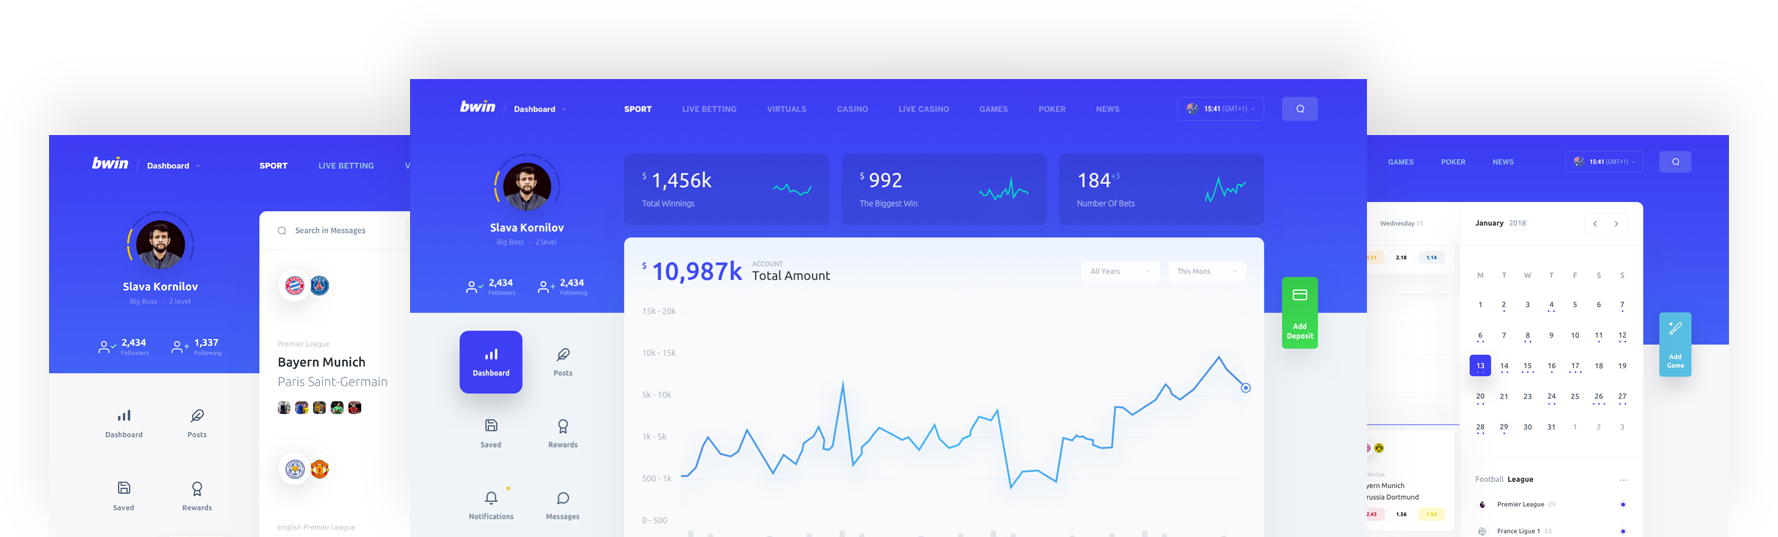 bwin / Dashboard
SPORT LIVE BETTING V
Slava Kornilov
Big Boss • 2 level
2,434 Followers
1,337 Following
Dashboard Posts
Saved Rewards
Search in Messages
Premier League
Bayern Munich
Paris Saint-Germain
English Premier League
bwin / Dashboard
SPORT LIVE BETTING VIRTUALS CASINO LIVE CASINO GAMES POKER NEWS
15:41 (GMT+1)
Slava Kornilov
Big Boss • 2 level
2,434 Followers
2,434 Following
Dashboard Posts
Saved Rewards
Notifications Messages
$ 1,456k
Total Winnings
$ 992
The Biggest Win
184 +3
Number Of Bets
$ 10,987k
ACCOUNT
Total Amount
All Years This Mons
15k - 20k
10k - 15k
5k - 10k
1k - 5k
500 - 1k
0 - 500
Add
Deposit
GAMES POKER NEWS
15:41 (GMT+1)
Wednesday 15
2.18 1.14
yern Munich
russia Dortmund
2.43 1.56 1.54
January 2018
M T W T F S S
1 2 3 4 5 6 7
6 7 8 9 10 11 12
13 14 15 16 17 18 19
20 21 22 23 24 25 26 27
28 29 30 31 1 2 3
Football League
Premier League 29
France Ligue 1 23
Add
Game